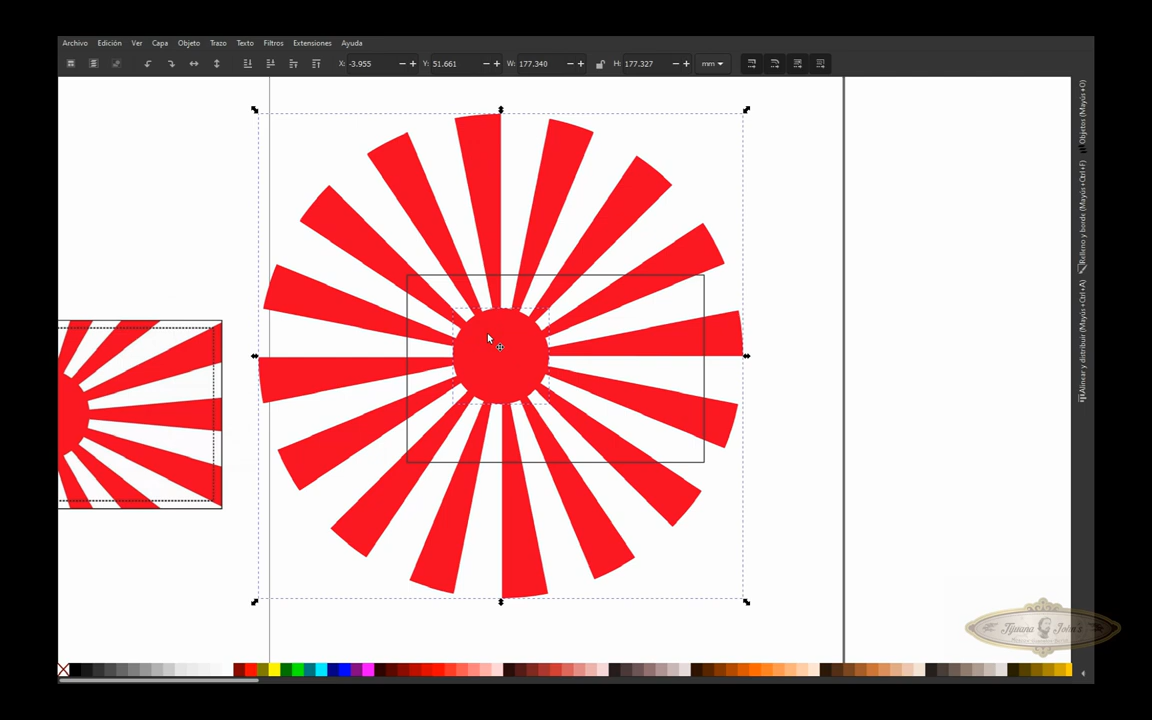 Archivo Edición Ver Capa Objeto Trazo Texto Filtros Extensiones Ayuda
X: -3.955 − + Y: 51.661 − + W: 177.340 − + H: 177.327 − + mm
Objetos (Mayús+O)
Relleno y borde (Mayús+Ctrl+F)
Alinear y distribuir (Mayús+Ctrl+A)
Tijuana John's